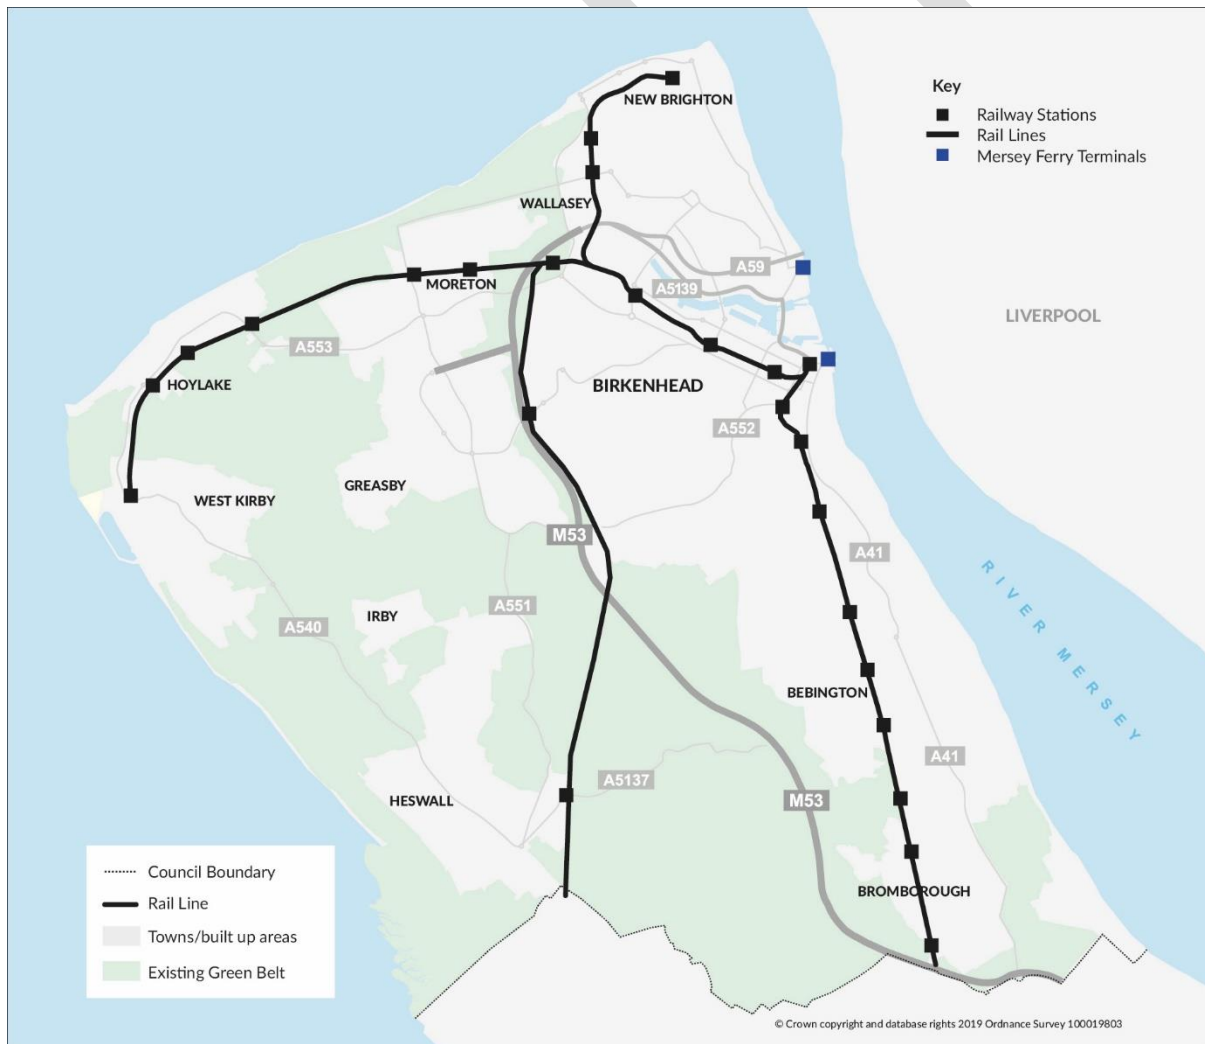 NEW BRIGHTON
Key
Railway Stations
Rail Lines
Mersey Ferry Terminals
WALLASEY
A59
MORETON
A5139
LIVERPOOL
A553
HOYLAKE
BIRKENHEAD
A552
GREASBY
WEST KIRBY
M53
A41
RIVER MERSEY
A551
IRBY
A540
BEBINGTON
A41
A5137
HESWALL
M53
Council Boundary
Rail Line
Towns/built up areas
Existing Green Belt
BROMBOROUGH
© Crown copyright and database rights 2019 Ordnance Survey 100019803